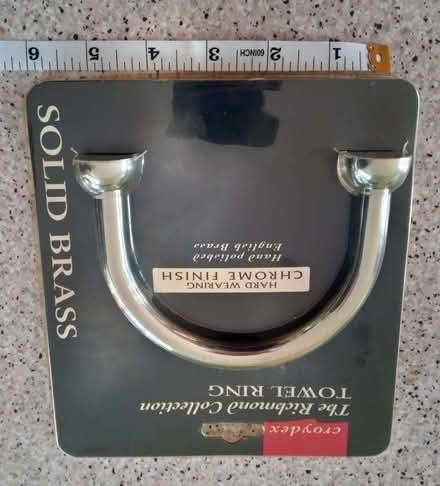 croydex
The Richmond Collection
TOWEL RING
HARD WEARING
CHROME FINISH
Hand polished
English Brass
SOLID BRASS
1 2 60INCH 3 4 5 6